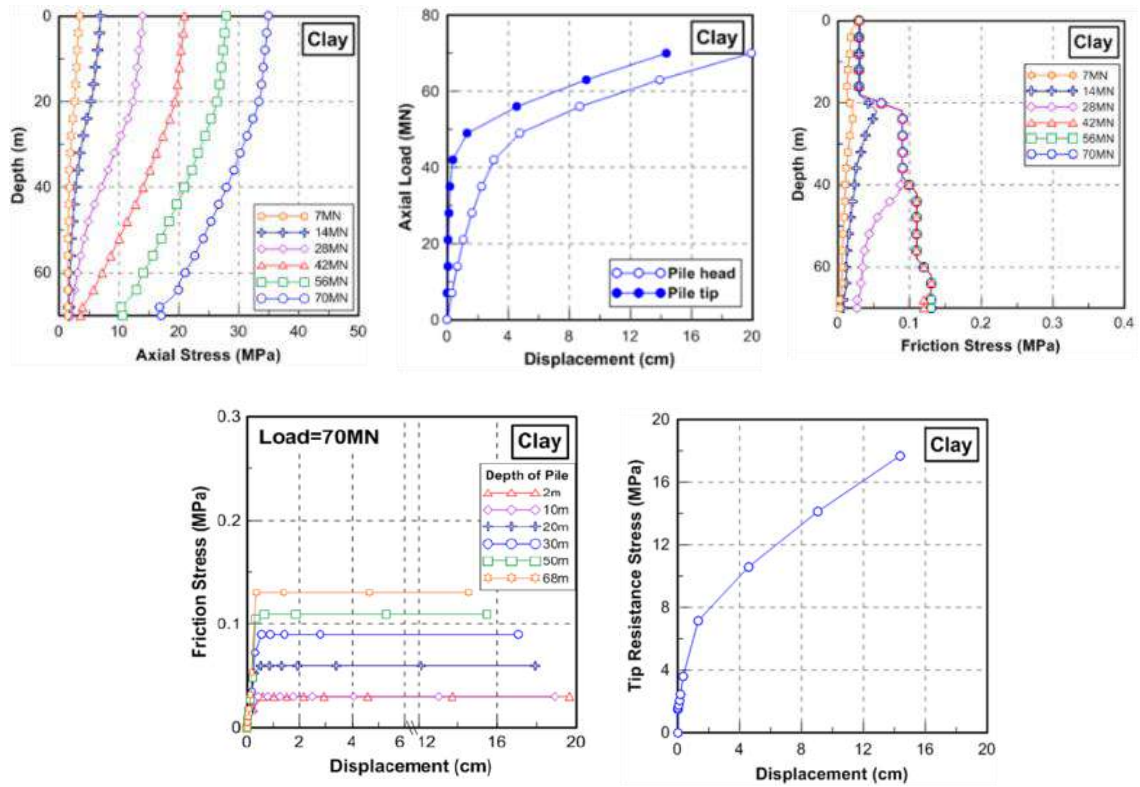 Clay
Depth (m)
0
20
40
60
7MN
14MN
28MN
42MN
56MN
70MN
0 10 20 30 40 50
Axial Stress (MPa)
Clay
Axial Load (MN)
80
60
40
20
0
Pile head
Pile tip
0 4 8 12 16 20
Displacement (cm)
Clay
Depth (m)
0
20
40
60
7MN
14MN
28MN
42MN
56MN
70MN
0 0.1 0.2 0.3 0.4
Friction Stress (MPa)
Load=70MN
Clay
Friction Stress (MPa)
0.3
0.2
0.1
0
Depth of Pile
2m
10m
20m
30m
50m
68m
0 2 4 6 12 16 20
Displacement (cm)
Clay
Tip Resistance Stress (MPa)
20
16
12
8
4
0
0 4 8 12 16 20
Displacement (cm)